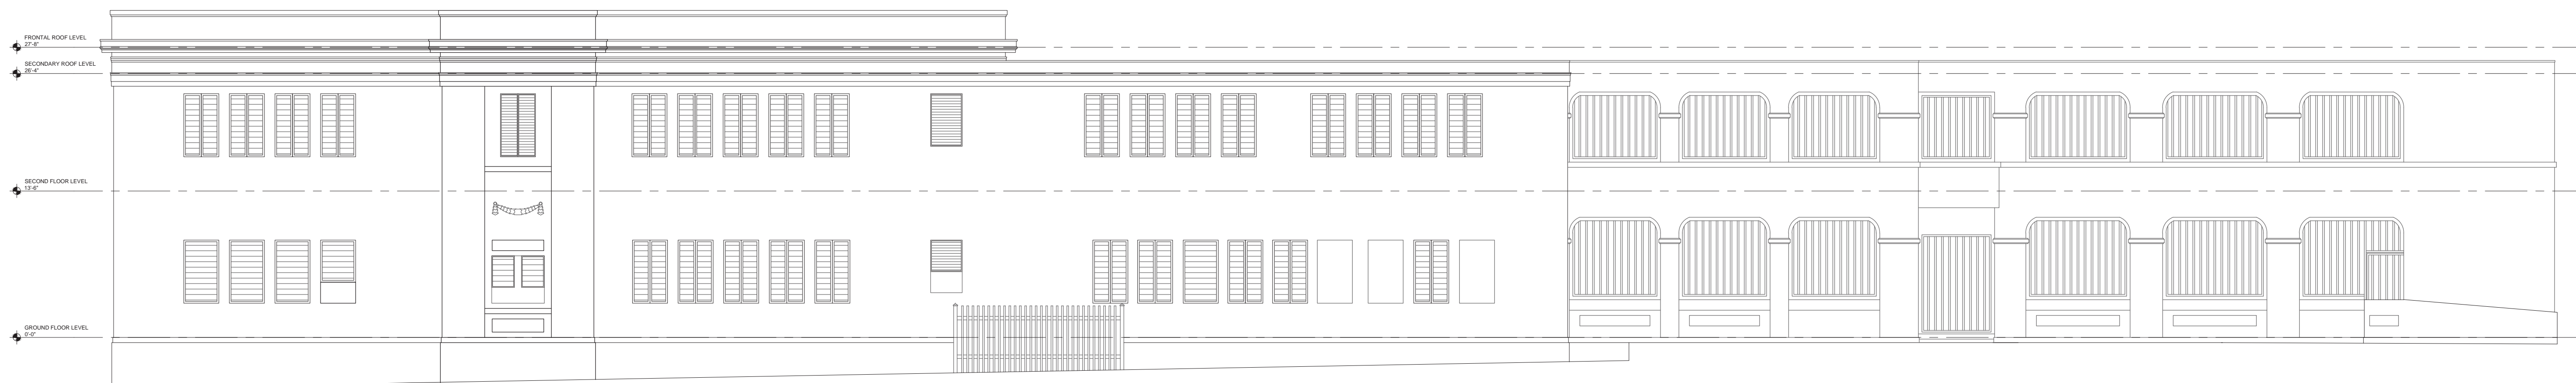 FRONTAL ROOF LEVEL
27'-8"
SECONDARY ROOF LEVEL
26'-4"
SECOND FLOOR LEVEL
13'-6"
GROUND FLOOR LEVEL
0'-0"